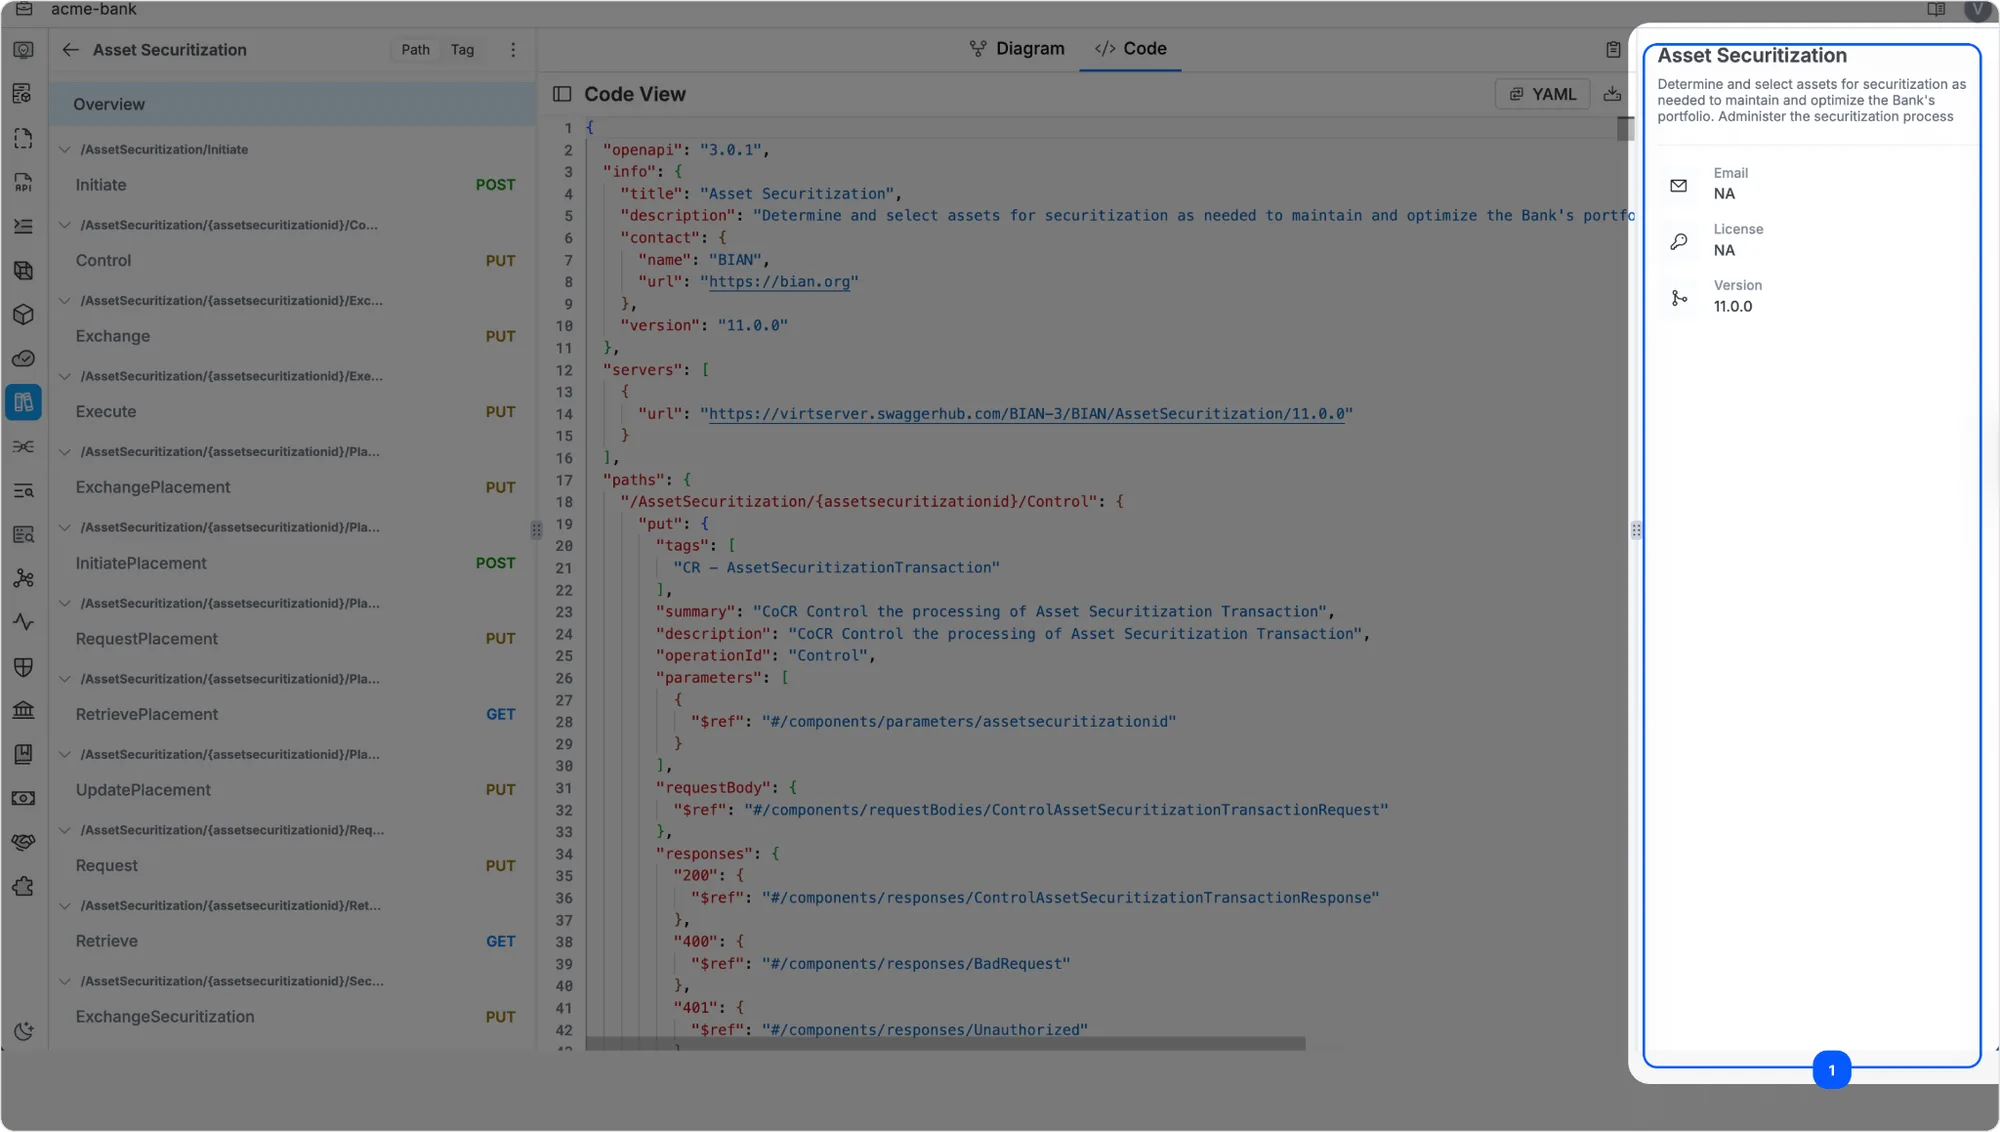 acme-bank
V
Asset Securitization
Path
Tag
Overview
/AssetSecuritization/Initiate
Initiate POST
/AssetSecuritization/{assetsecuritizationid}/Co...
Control PUT
/AssetSecuritization/{assetsecuritizationid}/Exc...
Exchange PUT
/AssetSecuritization/{assetsecuritizationid}/Exe...
Execute PUT
/AssetSecuritization/{assetsecuritizationid}/Pla...
ExchangePlacement PUT
/AssetSecuritization/{assetsecuritizationid}/Pla...
InitiatePlacement POST
/AssetSecuritization/{assetsecuritizationid}/Pla...
RequestPlacement PUT
/AssetSecuritization/{assetsecuritizationid}/Pla...
RetrievePlacement GET
/AssetSecuritization/{assetsecuritizationid}/Pla...
UpdatePlacement PUT
/AssetSecuritization/{assetsecuritizationid}/Req...
Request PUT
/AssetSecuritization/{assetsecuritizationid}/Ret...
Retrieve GET
/AssetSecuritization/{assetsecuritizationid}/Sec...
ExchangeSecuritization PUT
API
Diagram
</> Code
Code View
YAML
1 {
2 "openapi": "3.0.1",
3 "info": {
4 "title": "Asset Securitization",
5 "description": "Determine and select assets for securitization as needed to maintain and optimize the Bank's portfo
6 "contact": {
7 "name": "BIAN",
8 "url": "https://bian.org"
9 },
10 "version": "11.0.0"
11 },
12 "servers": [
13 {
14 "url": "https://virtserver.swaggerhub.com/BIAN-3/BIAN/AssetSecuritization/11.0.0"
15 }
16 ],
17 "paths": {
18 "/AssetSecuritization/{assetsecuritizationid}/Control": {
19 "put": {
20 "tags": [
21 "CR - AssetSecuritizationTransaction"
22 ],
23 "summary": "CoCR Control the processing of Asset Securitization Transaction",
24 "description": "CoCR Control the processing of Asset Securitization Transaction",
25 "operationId": "Control",
26 "parameters": [
27 {
28 "$ref": "#/components/parameters/assetsecuritizationid"
29 }
30 ],
31 "requestBody": {
32 "$ref": "#/components/requestBodies/ControlAssetSecuritizationTransactionRequest"
33 },
34 "responses": {
35 "200": {
36 "$ref": "#/components/responses/ControlAssetSecuritizationTransactionResponse"
37 },
38 "400": {
39 "$ref": "#/components/responses/BadRequest"
40 },
41 "401": {
42 "$ref": "#/components/responses/Unauthorized"
Asset Securitization
Determine and select assets for securitization as
needed to maintain and optimize the Bank's
portfolio. Administer the securitization process
Email
NA
License
NA
Version
11.0.0
1